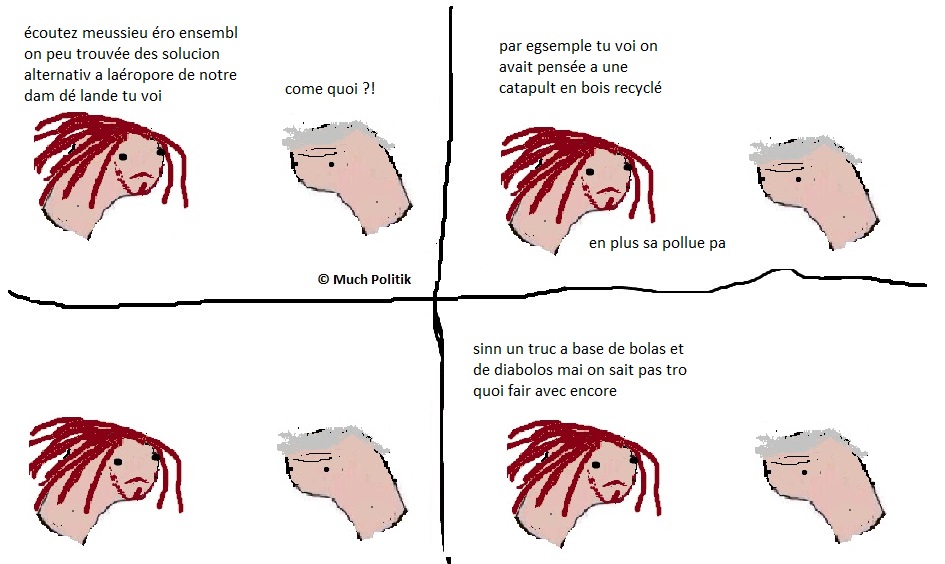 écoutez meussieu éro ensembl
on peu trouvée des solucion
alternativ a laéropore de notre
dam dé lande tu voi
come quoi ?!
par egsemple tu voi on
avait pensée a une
catapult en bois recyclé
en plus sa pollue pa
© Much Politik
sinn un truc a base de bolas et
de diabolos mai on sait pas tro
quoi fair avec encore